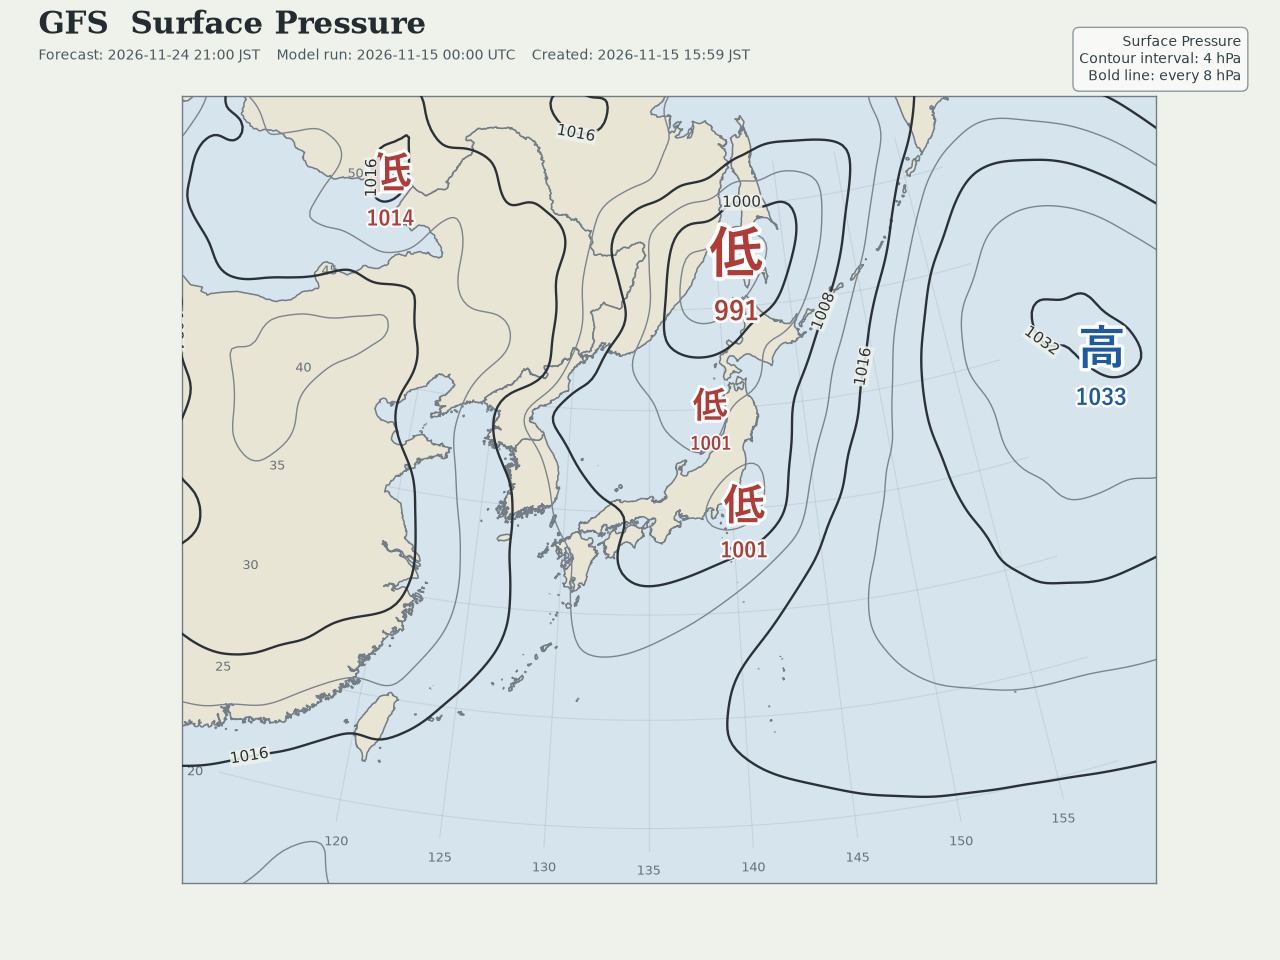 GFS  Surface Pressure
Forecast: 2026-11-24 21:00 JST    Model run: 2026-11-15 00:00 UTC    Created: 2026-11-15 15:59 JST
Surface Pressure
Contour interval: 4 hPa
Bold line: every 8 hPa
1016
50
1016
低
1014
1000
低
991
45
1008
1016
1032
高
1033
40
低
1001
35
低
1001
30
25
1016
20
120
125
130
135
140
145
150
155